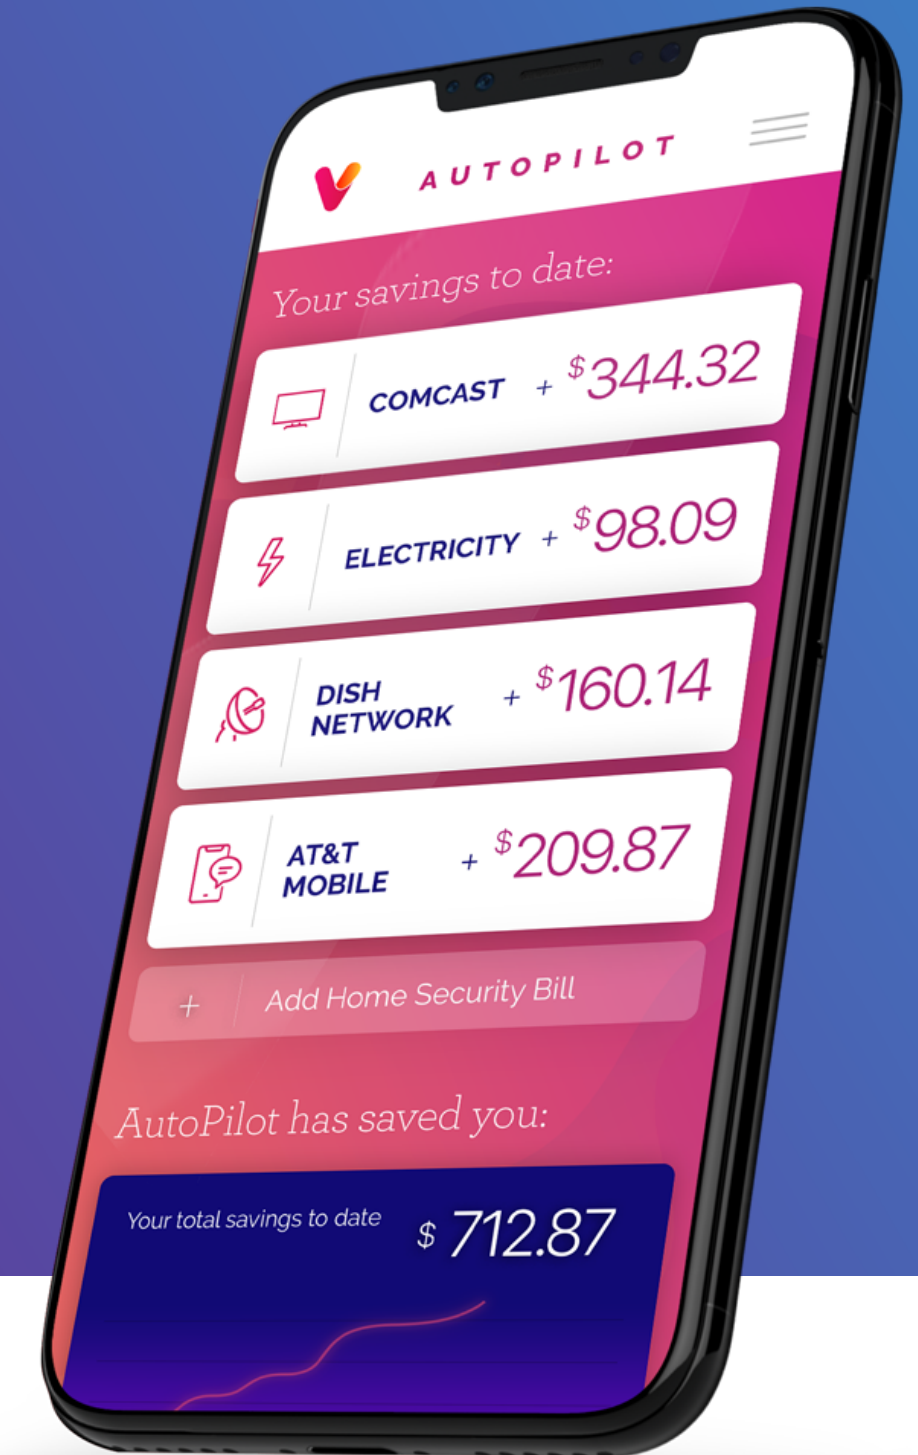 AUTOPILOT
Your savings to date:
COMCAST + $344.32
ELECTRICITY + $98.09
DISH
NETWORK + $160.14
AT&T
MOBILE + $209.87
+ Add Home Security Bill
AutoPilot has saved you:
Your total savings to date $ 712.87